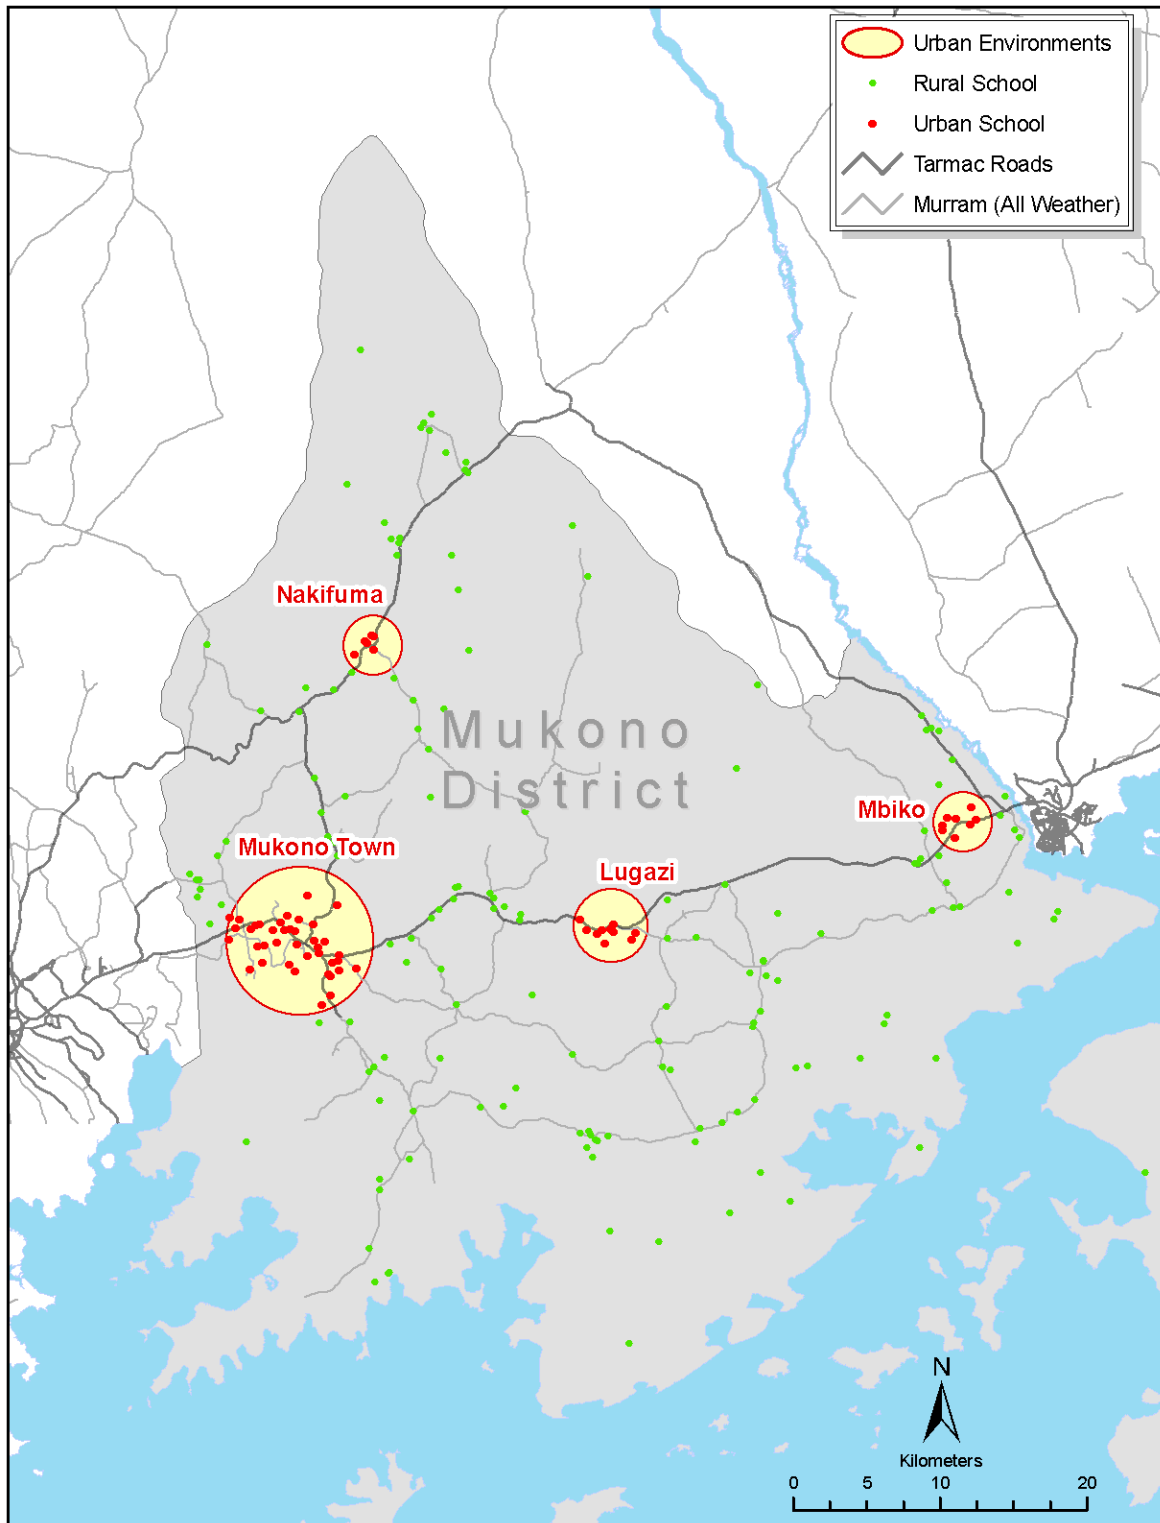 Urban Environments
Rural School
Urban School
Tarmac Roads
Murram (All Weather)
Nakifuma
Mukono
District
Mbiko
Mukono Town
Lugazi
N
Kilometers
0 5 10 20